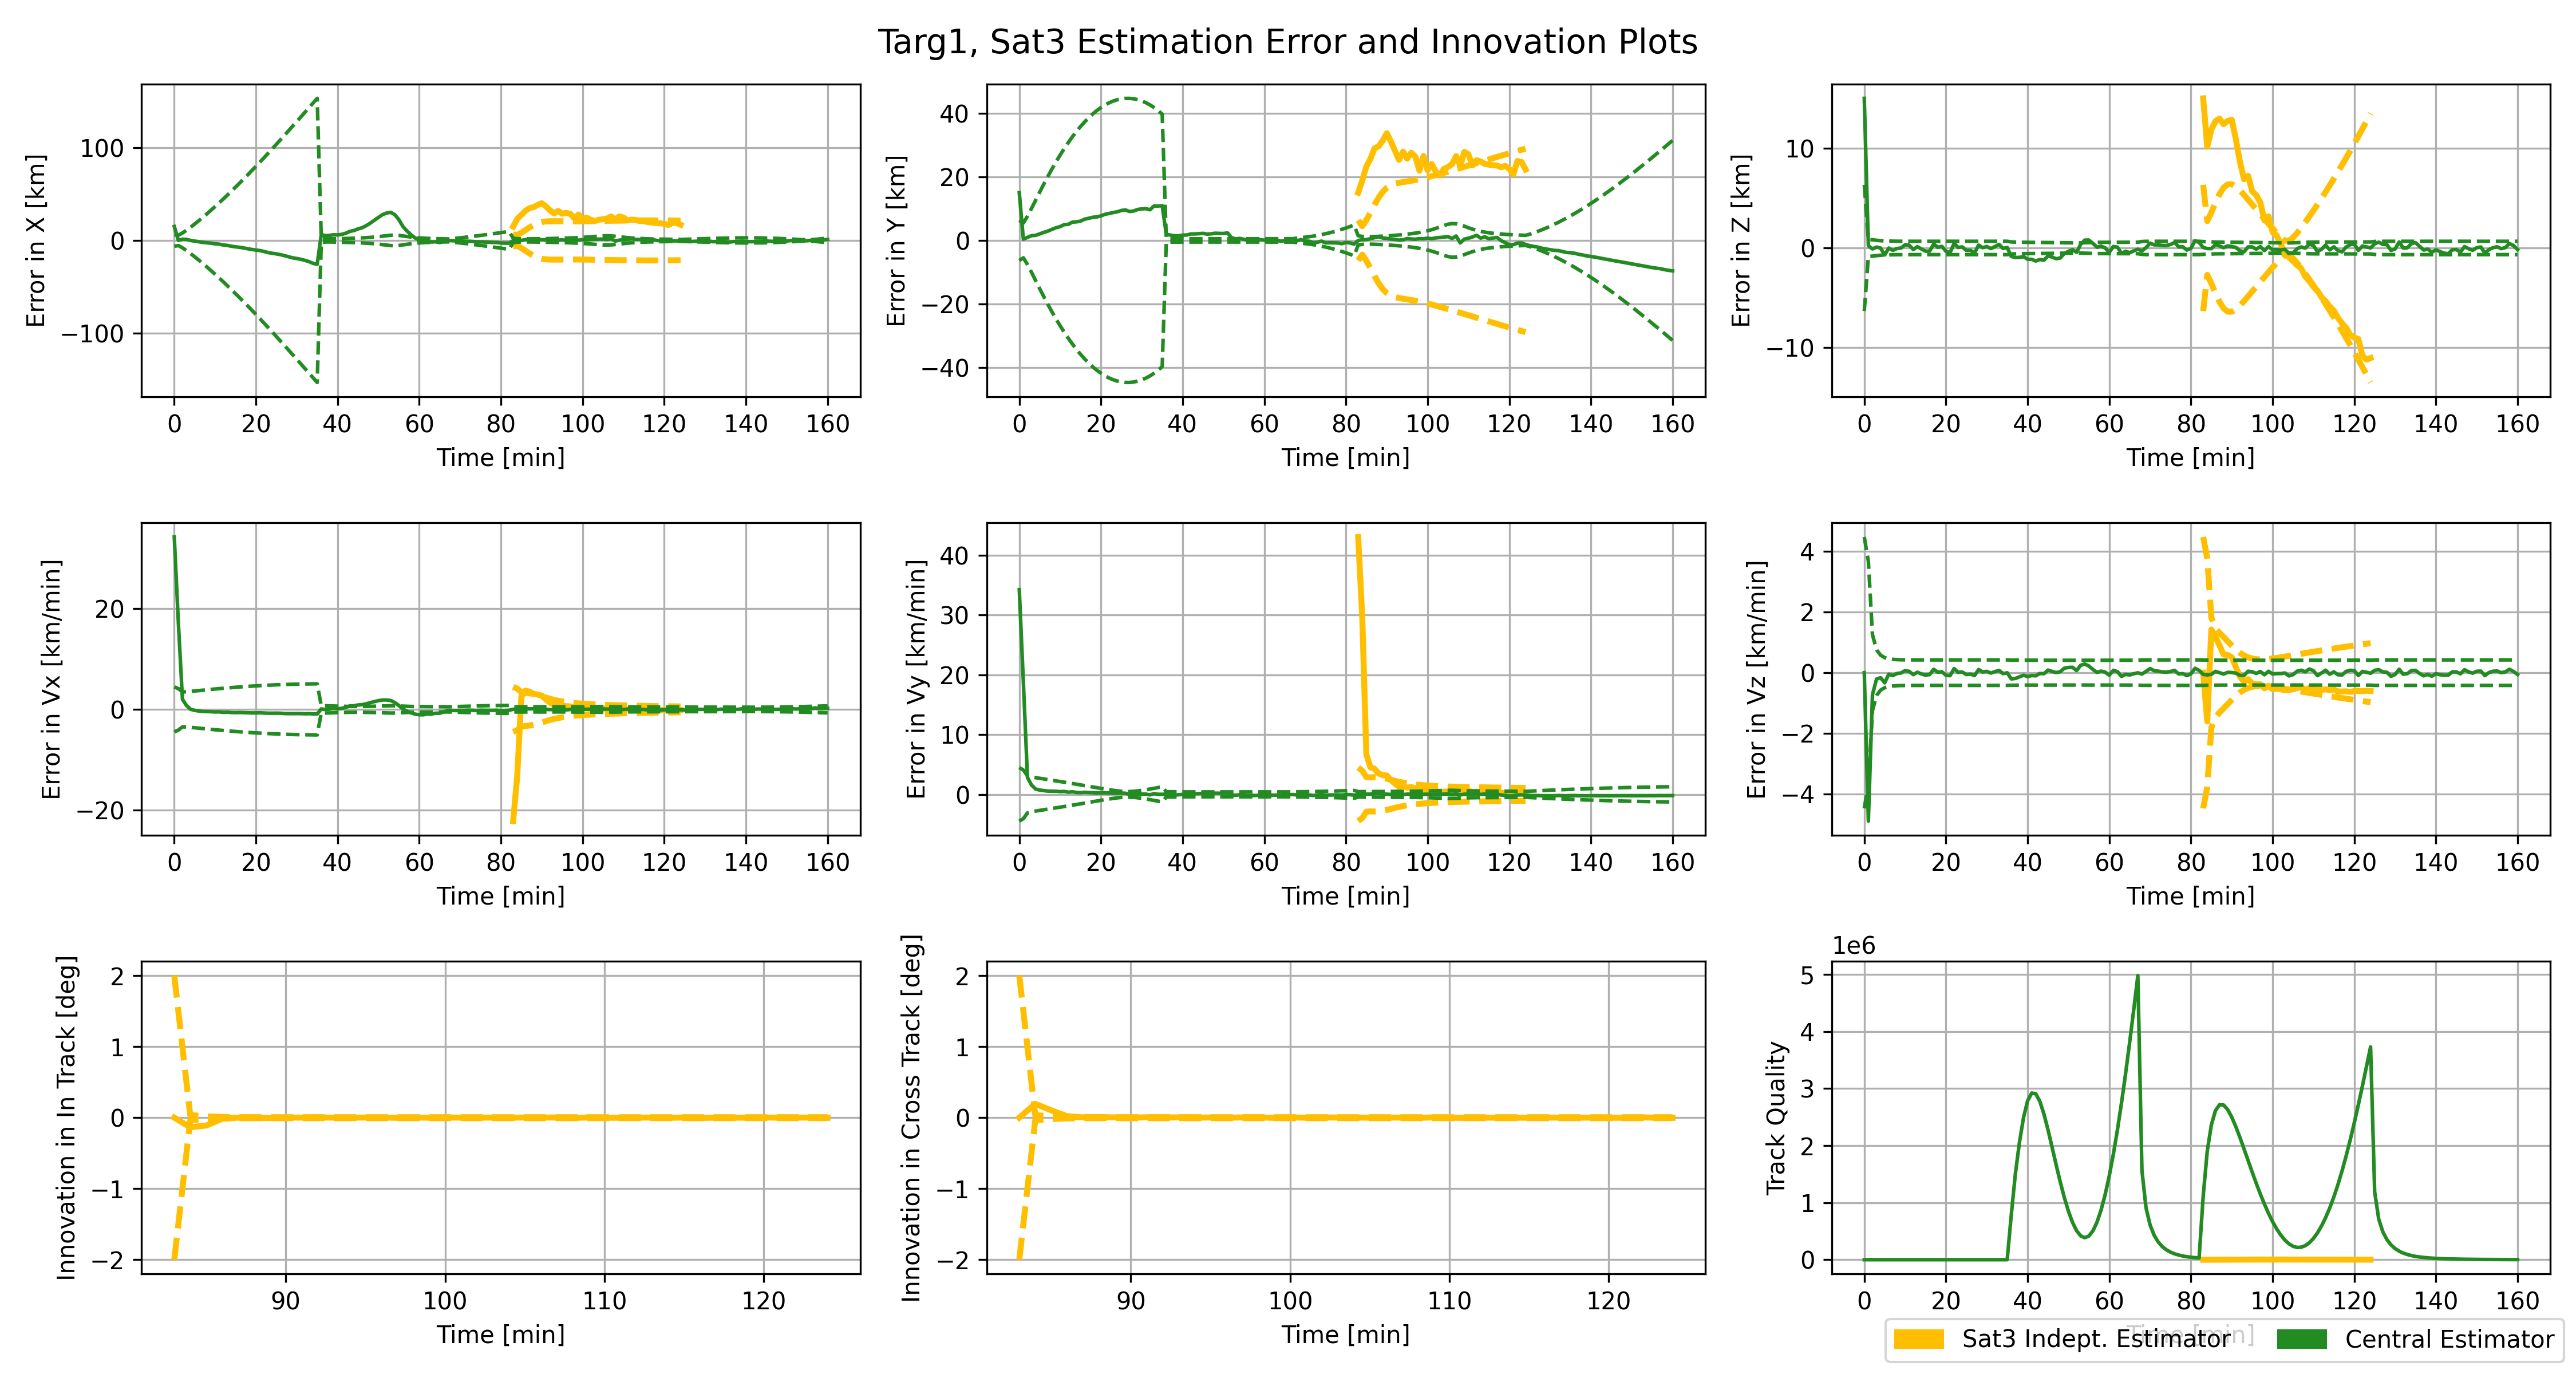 Targ1, Sat3 Estimation Error and Innovation Plots
Error in X [km]
100
0
−100
0 20 40 60 80 100 120 140 160
Time [min]
Error in Y [km]
40
20
0
−20
−40
0 20 40 60 80 100 120 140 160
Time [min]
Error in Z [km]
10
0
−10
0 20 40 60 80 100 120 140 160
Time [min]
Error in Vx [km/min]
20
0
−20
0 20 40 60 80 100 120 140 160
Time [min]
Error in Vy [km/min]
40
30
20
10
0
0 20 40 60 80 100 120 140 160
Time [min]
Error in Vz [km/min]
4
2
0
−2
−4
0 20 40 60 80 100 120 140 160
Time [min]
Innovation in In Track [deg]
2
1
0
−1
−2
90 100 110 120
Time [min]
Innovation in Cross Track [deg]
2
1
0
−1
−2
90 100 110 120
Time [min]
1e6
Track Quality
5
4
3
2
1
0
0 20 40 60 80 100 120 140 160
Time [min]
Sat3 Indept. Estimator
Central Estimator